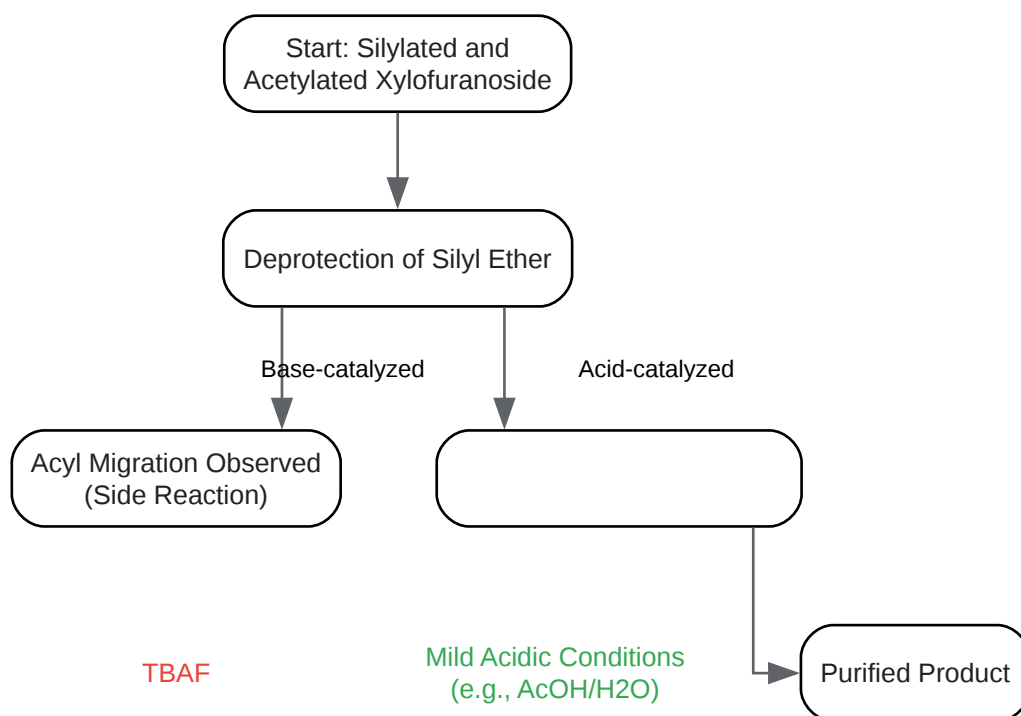 Start: Silylated and
Acetylated Xylofuranoside
Deprotection of Silyl Ether
Base-catalyzed
Acid-catalyzed
Acyl Migration Observed
(Side Reaction)
TBAF
Mild Acidic Conditions
(e.g., AcOH/H2O)
Purified Product